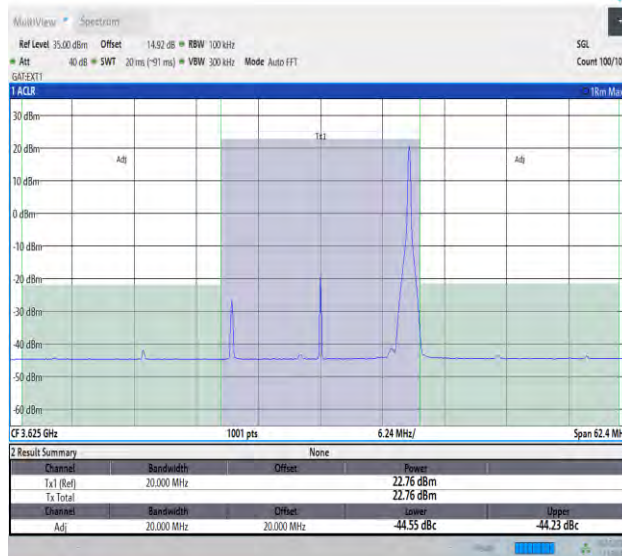 MultiView Spectrum
Ref Level 35.00 dBm Offset 14.92 dB RBW 100 kHz SGL
Att 40 dB SWT 20 ms (~91 ms) VBW 300 kHz Mode Auto FFT Count 100/10
GAT:EXT1
1 ACLR 1Rm Max
30 dBm
Tx1
20 dBm
Adj Adj
10 dBm
0 dBm
-10 dBm
-20 dBm
-30 dBm
-40 dBm
-50 dBm
-60 dBm
CF 3.625 GHz 1001 pts 6.24 MHz/ Span 62.4 MH
2 Result Summary None
Channel Bandwidth Offset Power
Tx1 (Ref) 20.000 MHz 22.76 dBm
Tx Total 22.76 dBm
Channel Bandwidth Offset Lower Upper
Adj 20.000 MHz 20.000 MHz -44.55 dBc -44.23 dBc